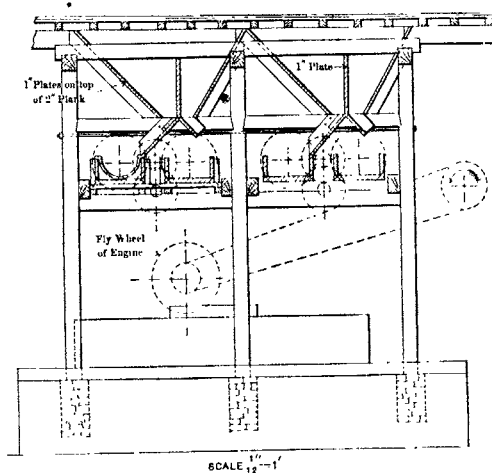 1" Plates on top
of 2" Plank
1" Plate
Fly Wheel
of Engine
SCALE 1/12"=1'